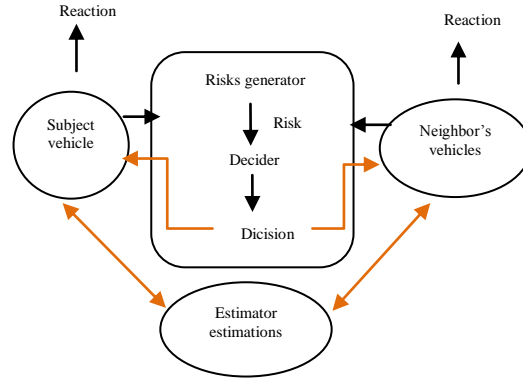 Reaction
Reaction
Risks generator
Subject
vehicle
Risk
Neighbor's
vehicles
Decider
Dicision
Estimator
estimations